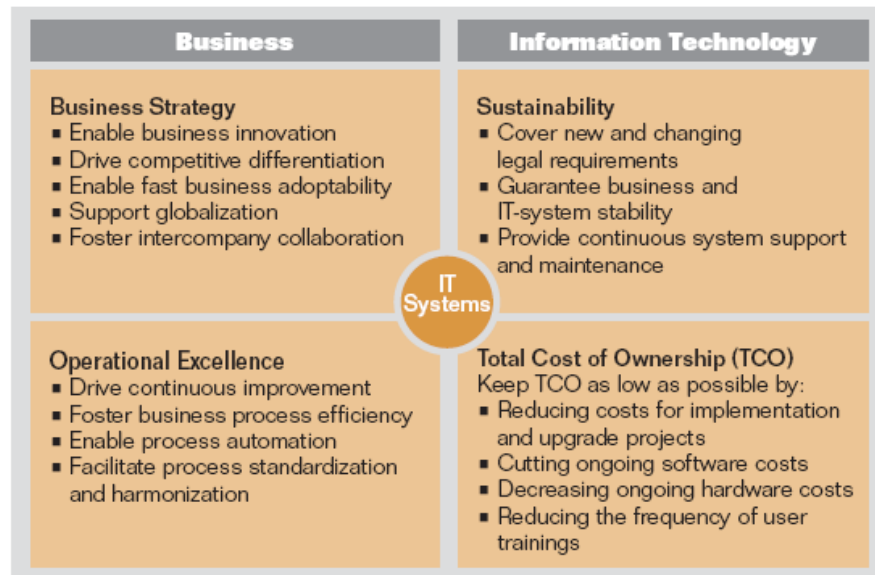 Business
Business Strategy
▪ Enable business innovation
▪ Drive competitive differentiation
▪ Enable fast business adoptability
▪ Support globalization
▪ Foster intercompany collaboration
Information Technology
Sustainability
▪ Cover new and changing
legal requirements
▪ Guarantee business and
IT-system stability
▪ Provide continuous system support
and maintenance
IT
Systems
Operational Excellence
▪ Drive continuous improvement
▪ Foster business process efficiency
▪ Enable process automation
▪ Facilitate process standardization
and harmonization
Total Cost of Ownership (TCO)
Keep TCO as low as possible by:
▪ Reducing costs for implementation
and upgrade projects
▪ Cutting ongoing software costs
▪ Decreasing ongoing hardware costs
▪ Reducing the frequency of user
trainings